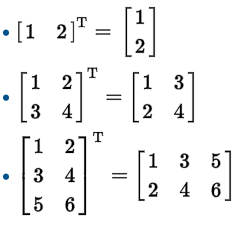 • [1 2]ᵀ = [1
2]
• [1 2
3 4]ᵀ = [1 3
2 4]
• [1 2
3 4
5 6]ᵀ = [1 3 5
2 4 6]